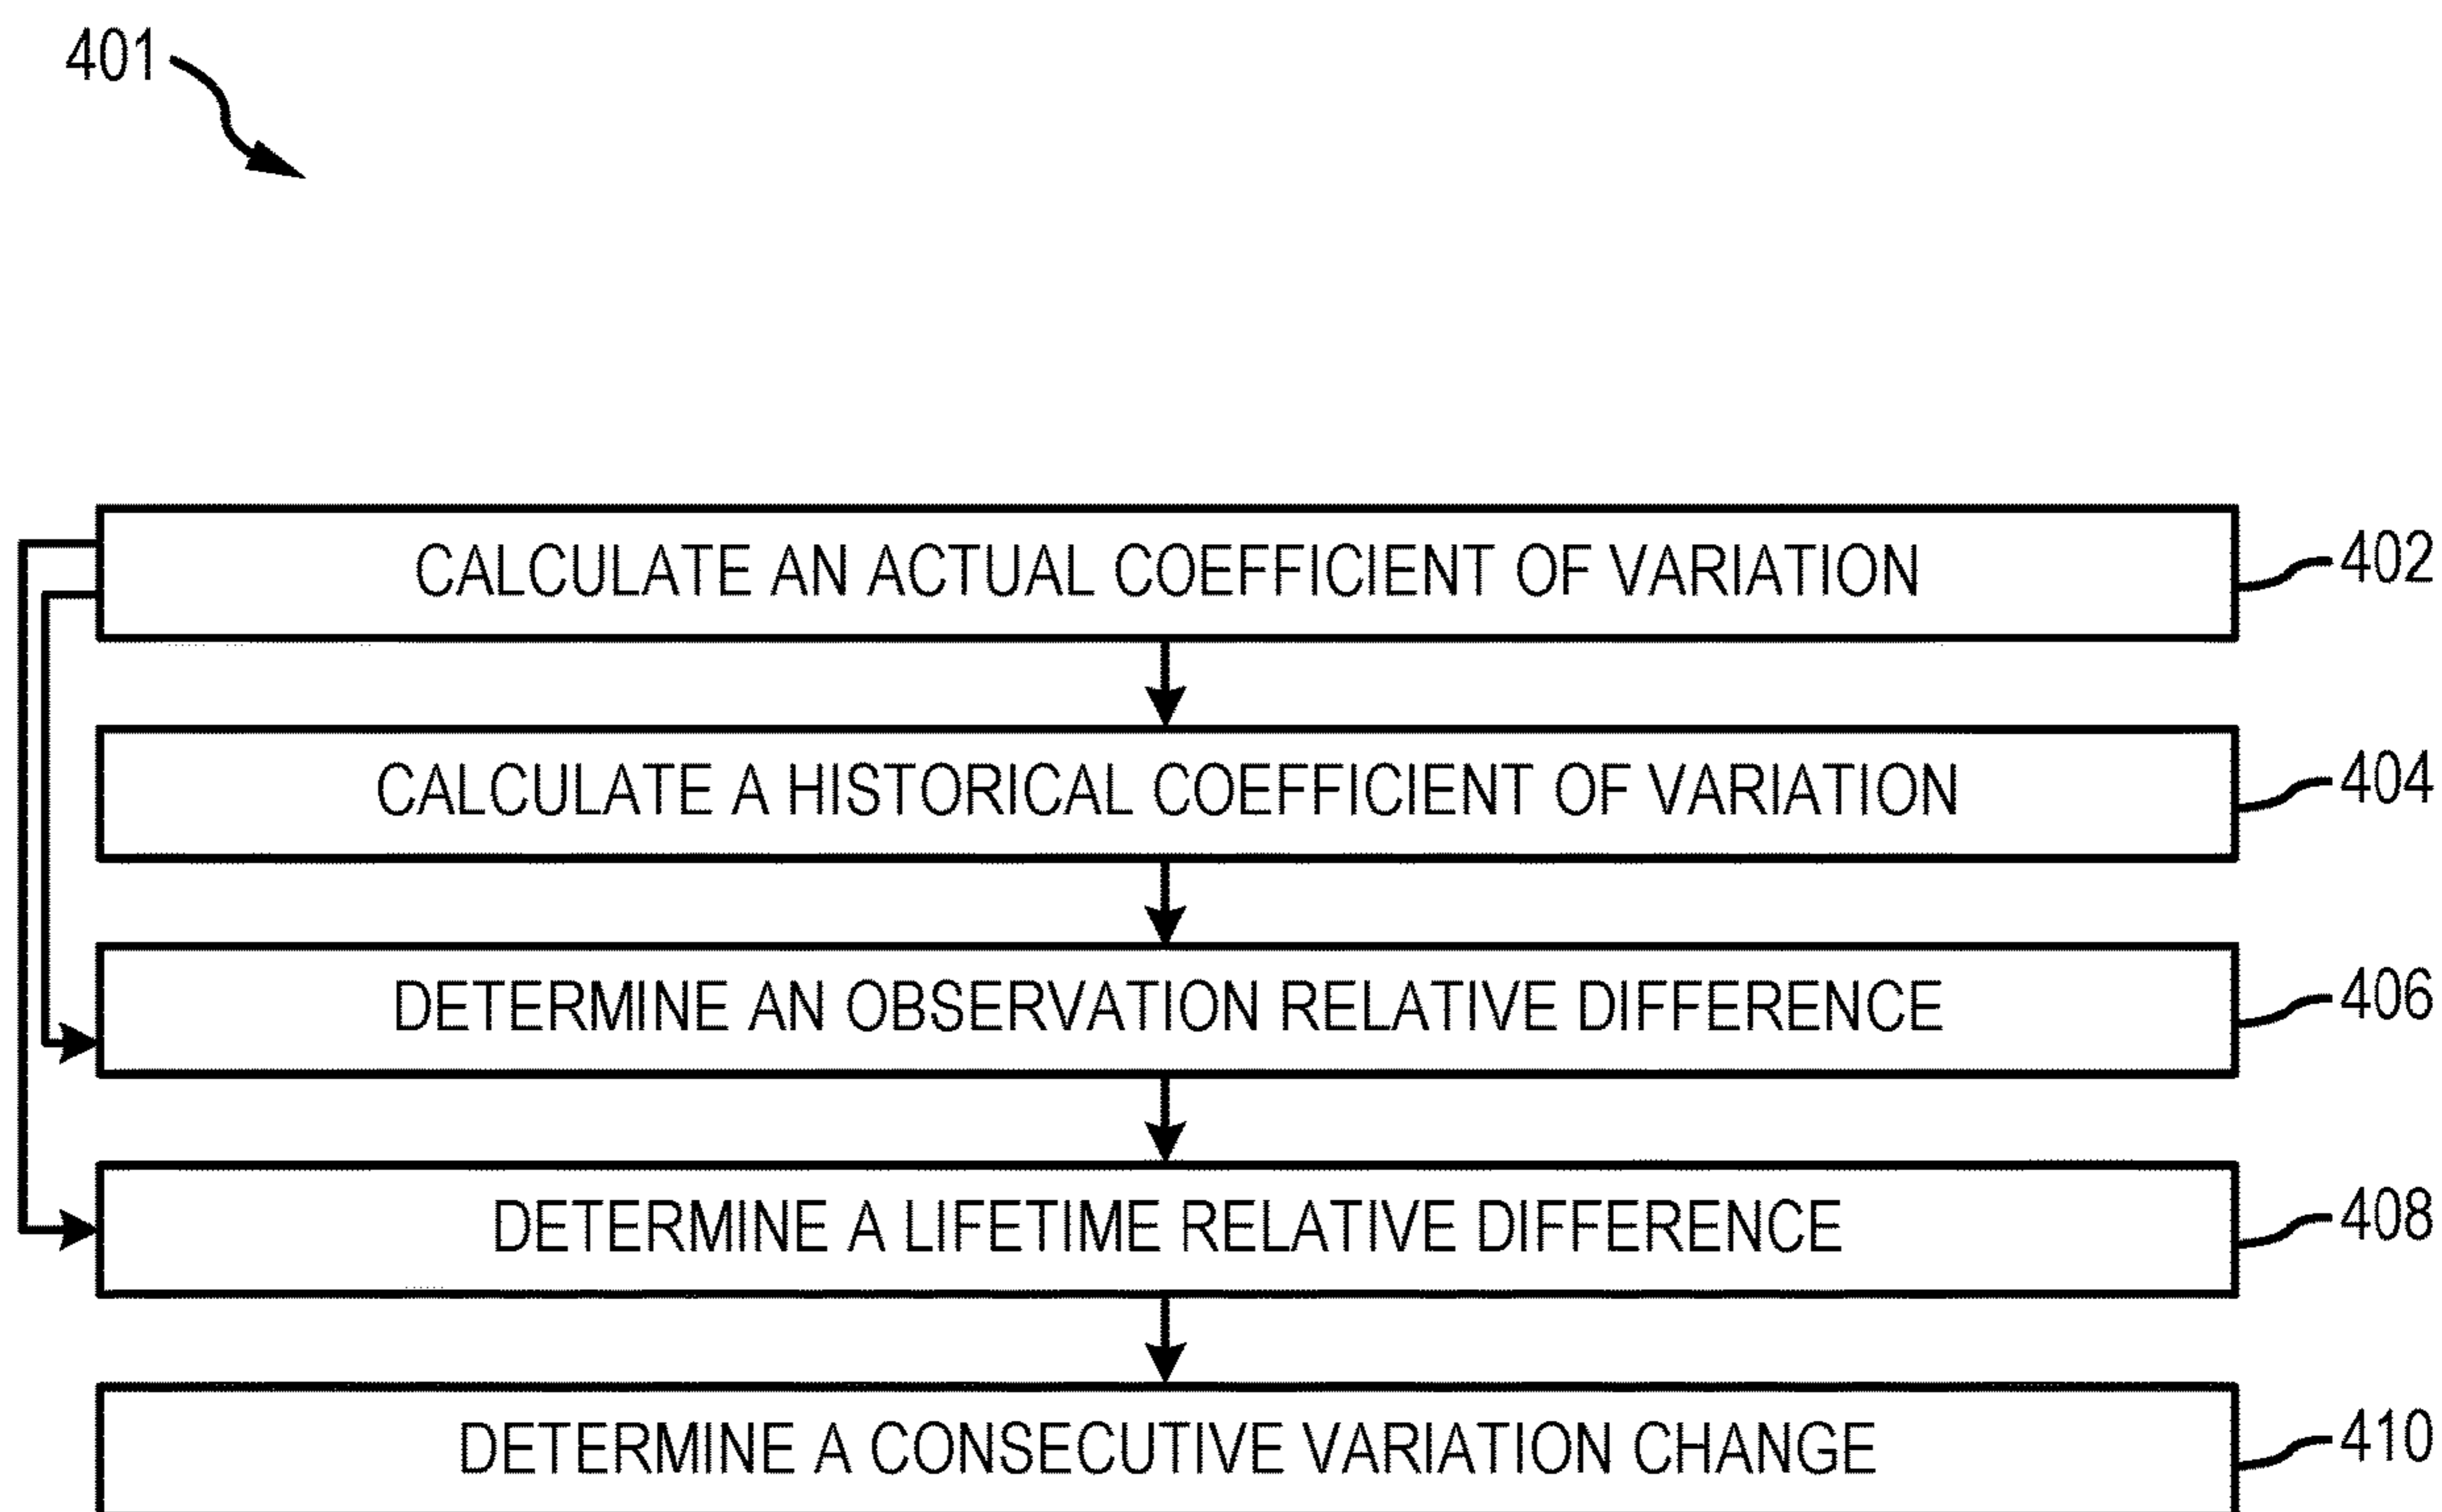 401
CALCULATE AN ACTUAL COEFFICIENT OF VARIATION 402
CALCULATE A HISTORICAL COEFFICIENT OF VARIATION 404
DETERMINE AN OBSERVATION RELATIVE DIFFERENCE 406
DETERMINE A LIFETIME RELATIVE DIFFERENCE 408
DETERMINE A CONSECUTIVE VARIATION CHANGE 410